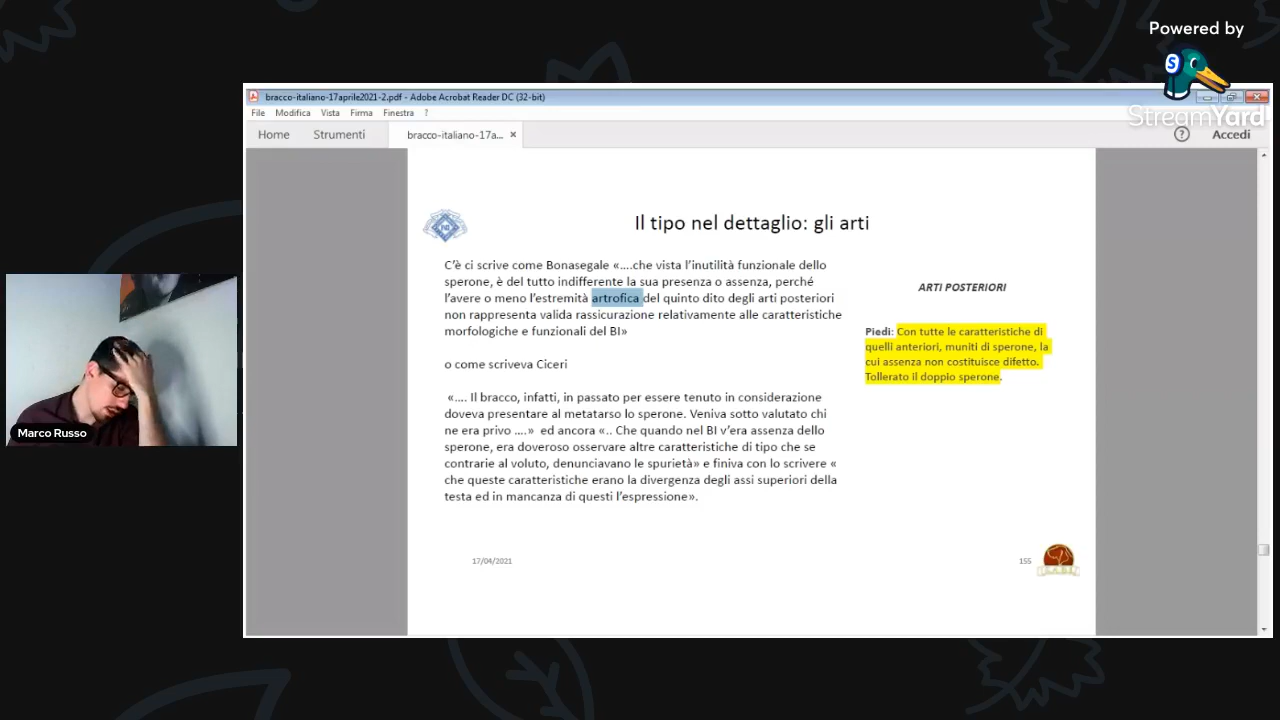 Powered by
StreamYard
bracco-italiano-17aprile2021-2.pdf - Adobe Acrobat Reader DC (32-bit)
File Modifica Vista Firma Finestra ?
Home Strumenti bracco-italiano-17a... × ? Accedi
Il tipo nel dettaglio: gli arti
C'è ci scrive come Bonasegale «....che vista l'inutilità funzionale dello
sperone, è del tutto indifferente la sua presenza o assenza, perché
l'avere o meno l'estremità artrofica del quinto dito degli arti posteriori
non rappresenta valida rassicurazione relativamente alle caratteristiche
morfologiche e funzionali del BI»
o come scriveva Ciceri
«.... Il bracco, infatti, in passato per essere tenuto in considerazione
doveva presentare al metatarso lo sperone. Veniva sotto valutato chi
ne era privo ....» ed ancora «.. Che quando nel BI v'era assenza dello
sperone, era doveroso osservare altre caratteristiche di tipo che se
contrarie al voluto, denunciavano le spurietà» e finiva con lo scrivere «
che queste caratteristiche erano la divergenza degli assi superiori della
testa ed in mancanza di questi l'espressione».
ARTI POSTERIORI
Piedi: Con tutte le caratteristiche di
quelli anteriori, muniti di sperone, la
cui assenza non costituisce difetto.
Tollerato il doppio sperone.
17/04/2021
155
Marco Russo